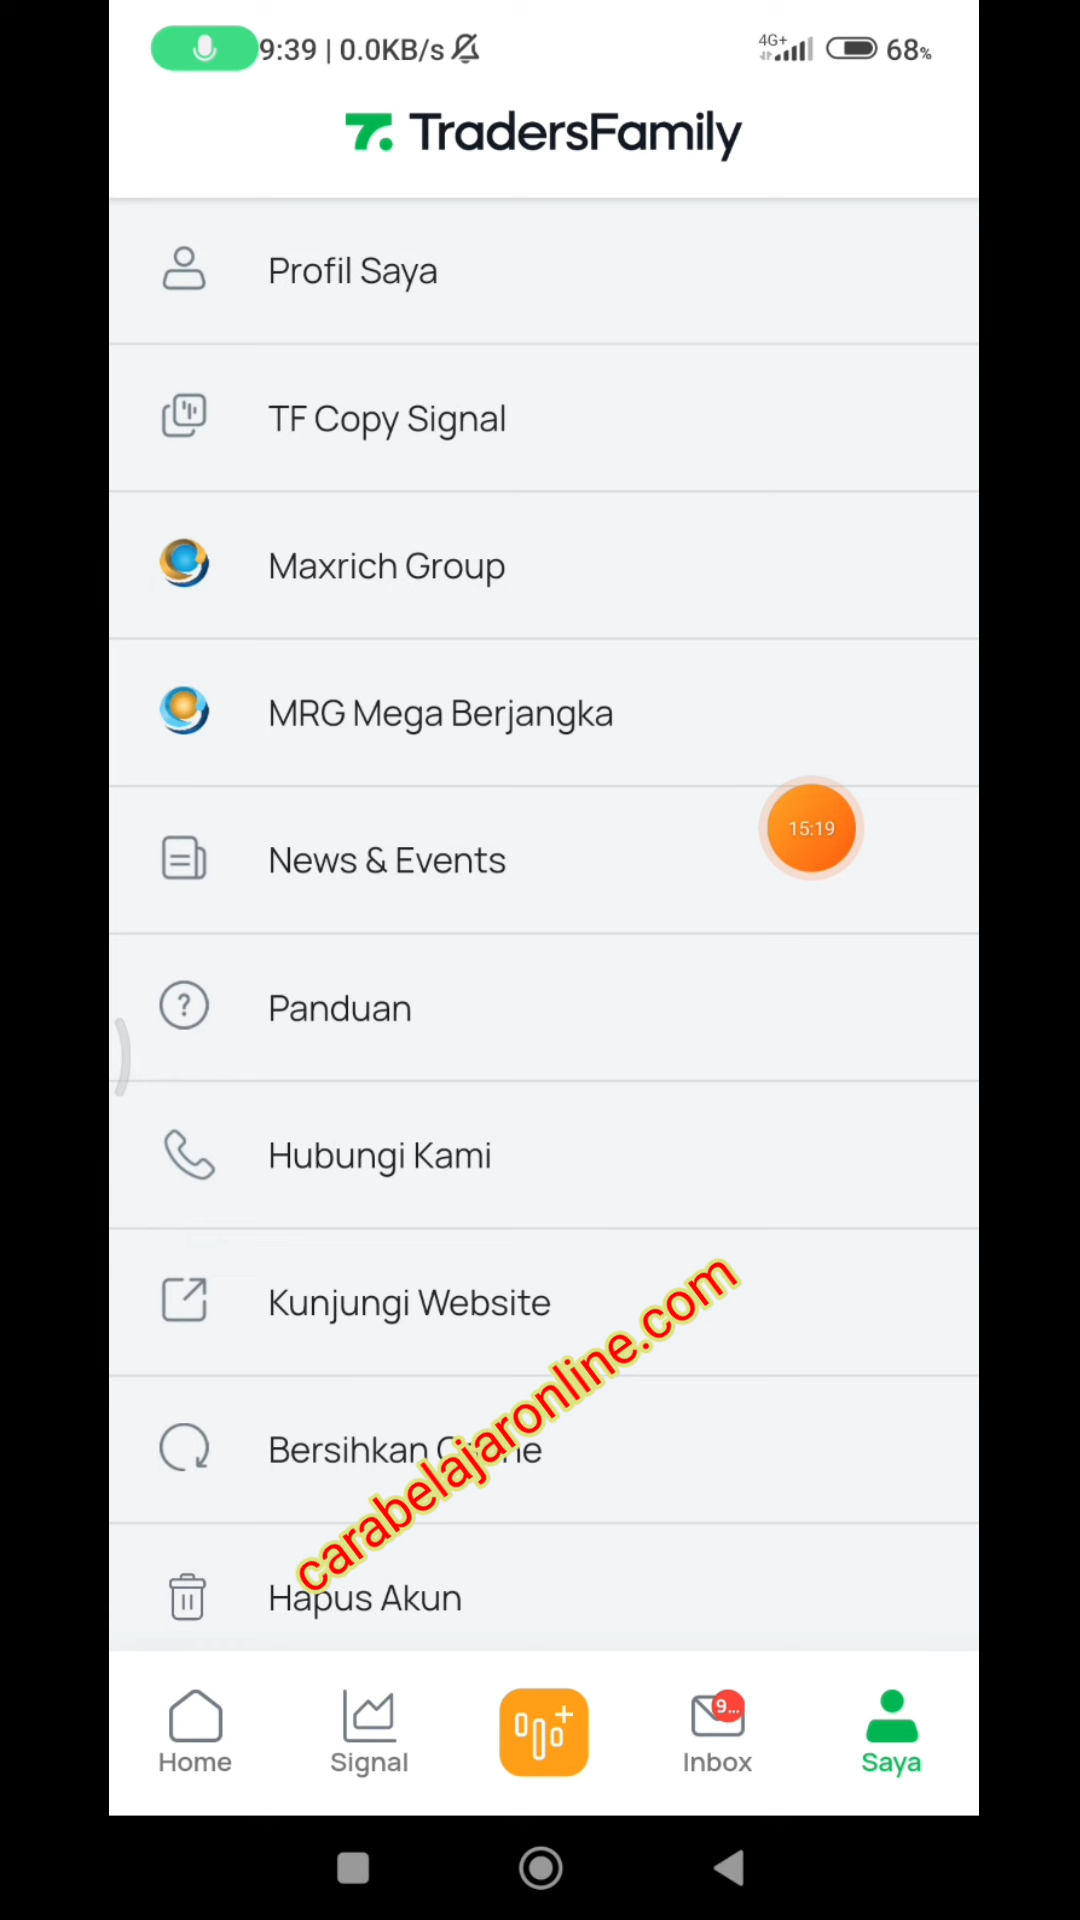 9:39 | 0.0KB/s
4G+
68%
TradersFamily
Profil Saya
TF Copy Signal
Maxrich Group
MRG Mega Berjangka
15:19
News & Events
Panduan
Hubungi Kami
Kunjungi Website
carabelajaronline.com
Bersihkan
Hapus Akun
9...
Home
Signal
Inbox
Saya